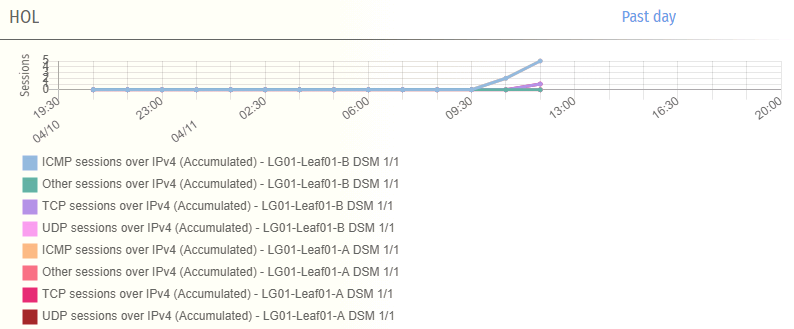 HOL
Past day
Sessions
5
4
3
2
1
0
19:30
23:00
02:30
06:00
09:30
13:00
16:30
20:00
04/10
04/11
ICMP sessions over IPv4 (Accumulated) - LG01-Leaf01-B DSM 1/1
Other sessions over IPv4 (Accumulated) - LG01-Leaf01-B DSM 1/1
TCP sessions over IPv4 (Accumulated) - LG01-Leaf01-B DSM 1/1
UDP sessions over IPv4 (Accumulated) - LG01-Leaf01-B DSM 1/1
ICMP sessions over IPv4 (Accumulated) - LG01-Leaf01-A DSM 1/1
Other sessions over IPv4 (Accumulated) - LG01-Leaf01-A DSM 1/1
TCP sessions over IPv4 (Accumulated) - LG01-Leaf01-A DSM 1/1
UDP sessions over IPv4 (Accumulated) - LG01-Leaf01-A DSM 1/1